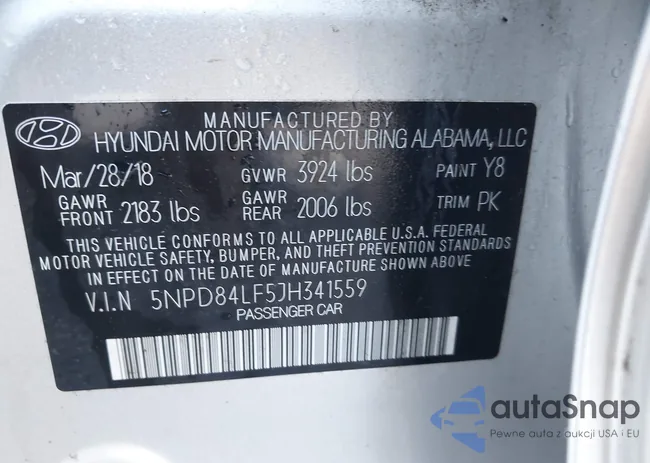 MANUFACTURED BY
HYUNDAI MOTOR MANUFACTURING ALABAMA, LLC
Mar/28/18 GVWR 3924 lbs PAINT Y8
GAWR FRONT 2183 lbs GAWR REAR 2006 lbs TRIM PK
THIS VEHICLE CONFORMS TO ALL APPLICABLE U.S.A. FEDERAL
MOTOR VEHICLE SAFETY, BUMPER, AND THEFT PREVENTION STANDARDS
IN EFFECT ON THE DATE OF MANUFACTURE SHOWN ABOVE.
V.I.N 5NPD84LF5JH341559
PASSENGER CAR
autaSnap
Pewne auta z aukcji USA i EU